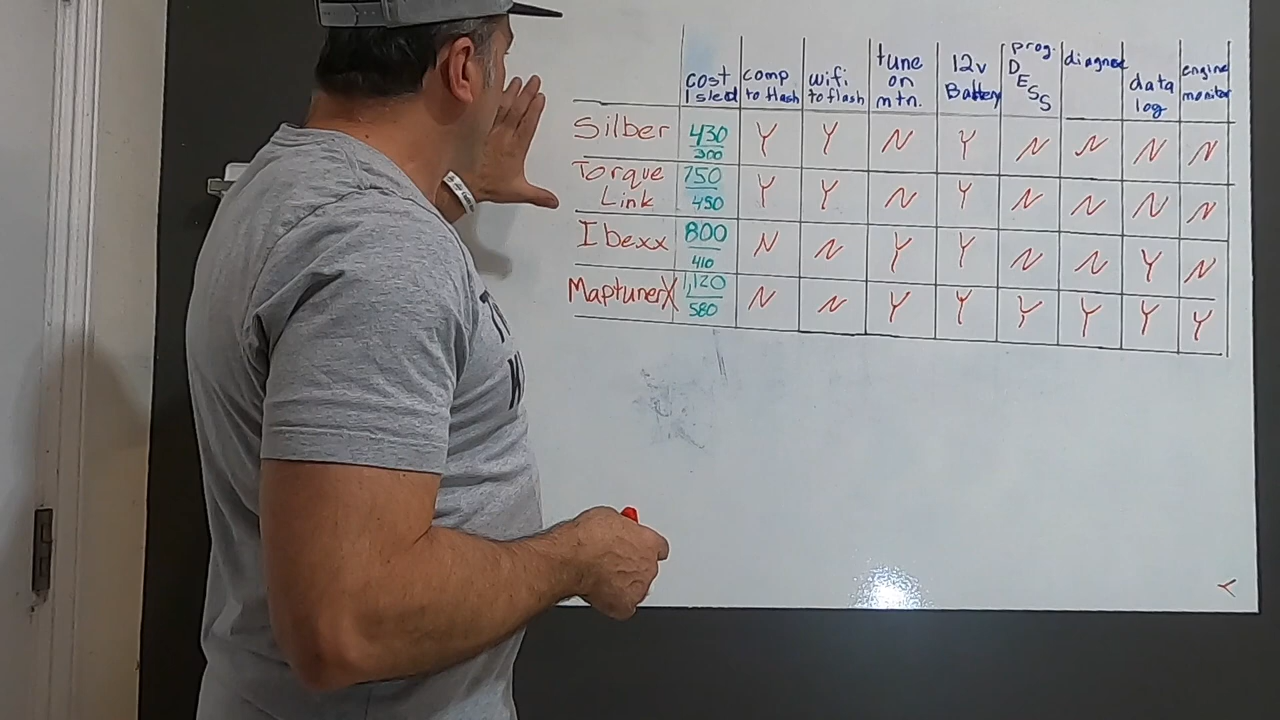 cost 1 sled comp to flash wifi to flash tune on mtn. 12v Battery prog. DESS diagnos data log engine monitor
Silber 430 300 Y Y N Y N N N N
Torque Link 750 450 Y Y N Y N N N N
Ibexx 800 410 N N Y Y N N Y N
MaptunerX 1,120 580 N N Y Y Y Y Y Y